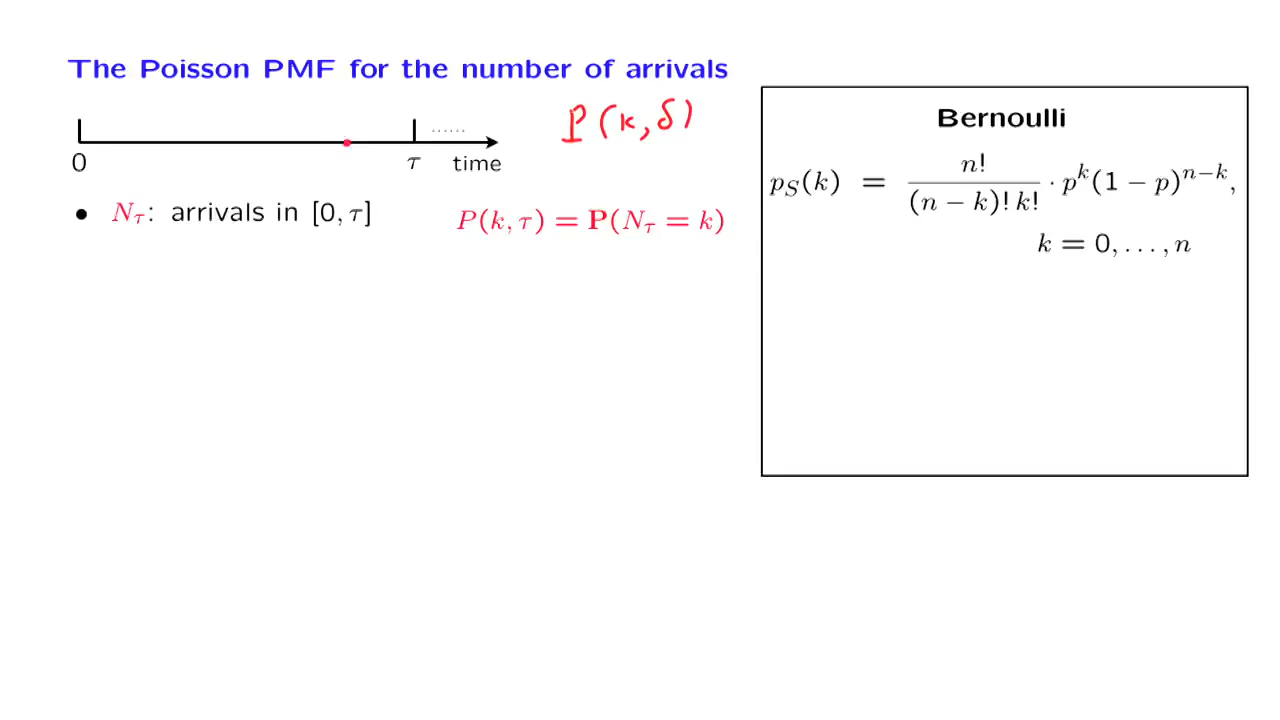 The Poisson PMF for the number of arrivals
P(k, δ)
......
0 τ time
• N_τ: arrivals in [0, τ]
P(k, τ) = P(N_τ = k)
Bernoulli
p_S(k) = n! / ((n − k)! k!) · p^k (1 − p)^{n−k},
k = 0, . . . , n